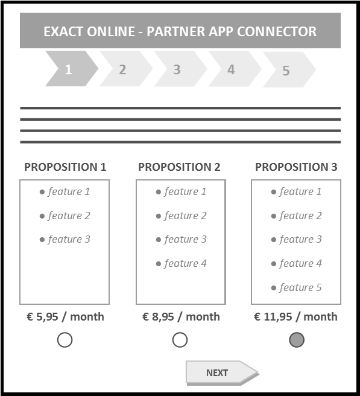 EXACT ONLINE - PARTNER APP CONNECTOR
1 2 3 4 5
PROPOSITION 1 PROPOSITION 2 PROPOSITION 3
● feature 1 ● feature 1 ● feature 1
● feature 2 ● feature 2 ● feature 2
● feature 3 ● feature 3 ● feature 3
● feature 4 ● feature 4
● feature 5
€ 5,95 / month € 8,95 / month € 11,95 / month
NEXT